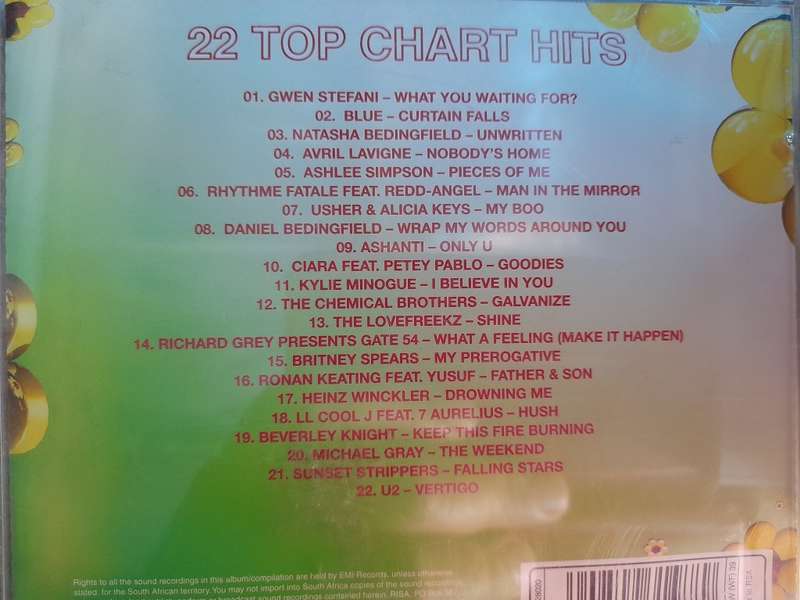 22 TOP CHART HITS
01. GWEN STEFANI – WHAT YOU WAITING FOR?
02. BLUE – CURTAIN FALLS
03. NATASHA BEDINGFIELD – UNWRITTEN
04. AVRIL LAVIGNE – NOBODY'S HOME
05. ASHLEE SIMPSON – PIECES OF ME
06. RHYTHME FATALE FEAT. REDD-ANGEL – MAN IN THE MIRROR
07. USHER & ALICIA KEYS – MY BOO
08. DANIEL BEDINGFIELD – WRAP MY WORDS AROUND YOU
09. ASHANTI – ONLY U
10. CIARA FEAT. PETEY PABLO – GOODIES
11. KYLIE MINOGUE – I BELIEVE IN YOU
12. THE CHEMICAL BROTHERS – GALVANIZE
13. THE LOVEFREEKZ – SHINE
14. RICHARD GREY PRESENTS GATE 54 – WHAT A FEELING (MAKE IT HAPPEN)
15. BRITNEY SPEARS – MY PREROGATIVE
16. RONAN KEATING FEAT. YUSUF – FATHER & SON
17. HEINZ WINCKLER – DROWNING ME
18. LL COOL J FEAT. 7 AURELIUS – HUSH
19. BEVERLEY KNIGHT – KEEP THIS FIRE BURNING
20. MICHAEL GRAY – THE WEEKEND
21. SUNSET STRIPPERS – FALLING STARS
22. U2 – VERTIGO
Rights to all the sound recordings in this album/compilation are held by EMI Records, unless otherwise
stated, for the South African territory. You may not import into South Africa copies of the sound recordings
sound recordings contained herein. RISA, PO Box